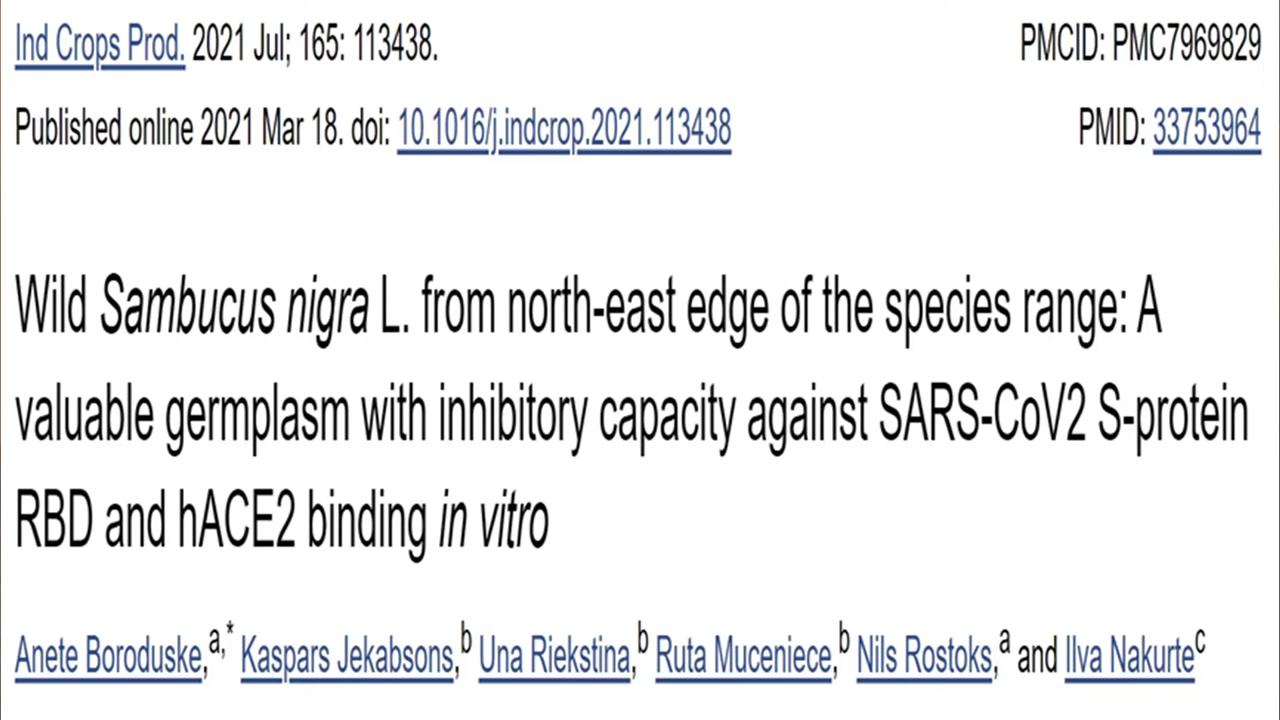 Ind Crops Prod. 2021 Jul; 165: 113438. PMCID: PMC7969829
Published online 2021 Mar 18. doi: 10.1016/j.indcrop.2021.113438 PMID: 33753964
Wild Sambucus nigra L. from north-east edge of the species range: A
valuable germplasm with inhibitory capacity against SARS-CoV2 S-protein
RBD and hACE2 binding in vitro
Anete Boroduske,a,* Kaspars Jekabsons,b Una Riekstina,b Ruta Muceniece,b Nils Rostoks,a and Ilva Nakurtec